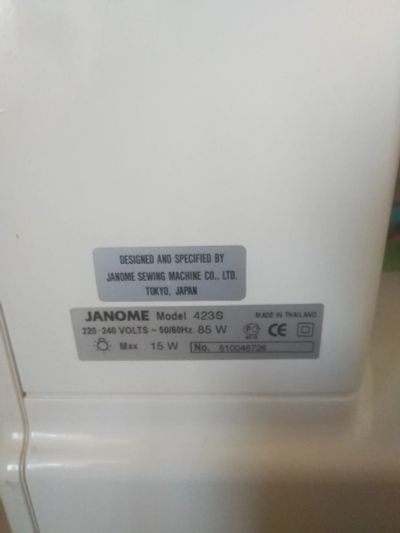 DESIGNED AND SPECIFIED BY
JANOME SEWING MACHINE CO., LTD.
TOKYO, JAPAN
JANOME Model 423S MADE IN THAILAND
220-240 VOLTS ~ 50/60Hz. 85 W CE
Max 15 W No. 610046726